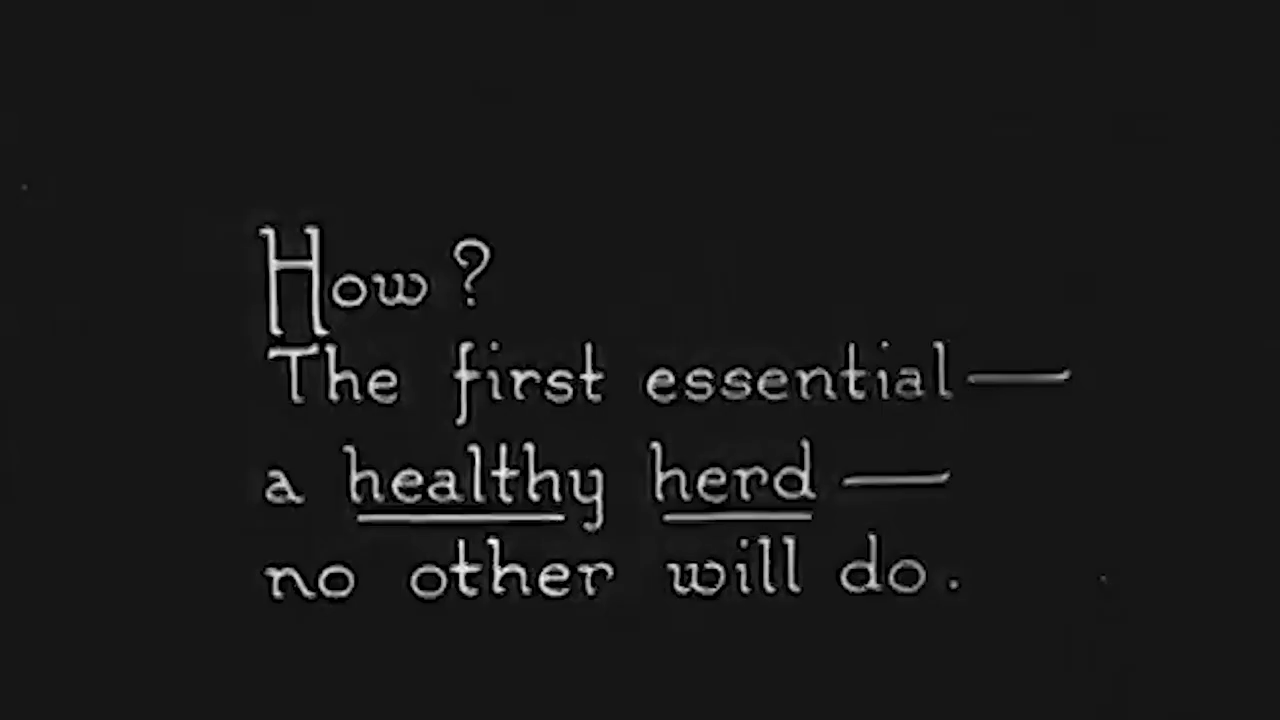 How?
The first essential—
a healthy herd—
no other will do.